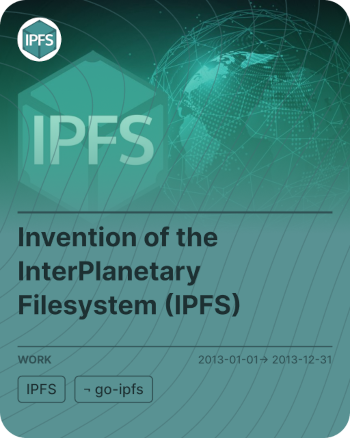 IPFS
IPFS
Invention of the
InterPlanetary
Filesystem (IPFS)
WORK 2013-01-01→ 2013-12-31
IPFS ¬ go-ipfs